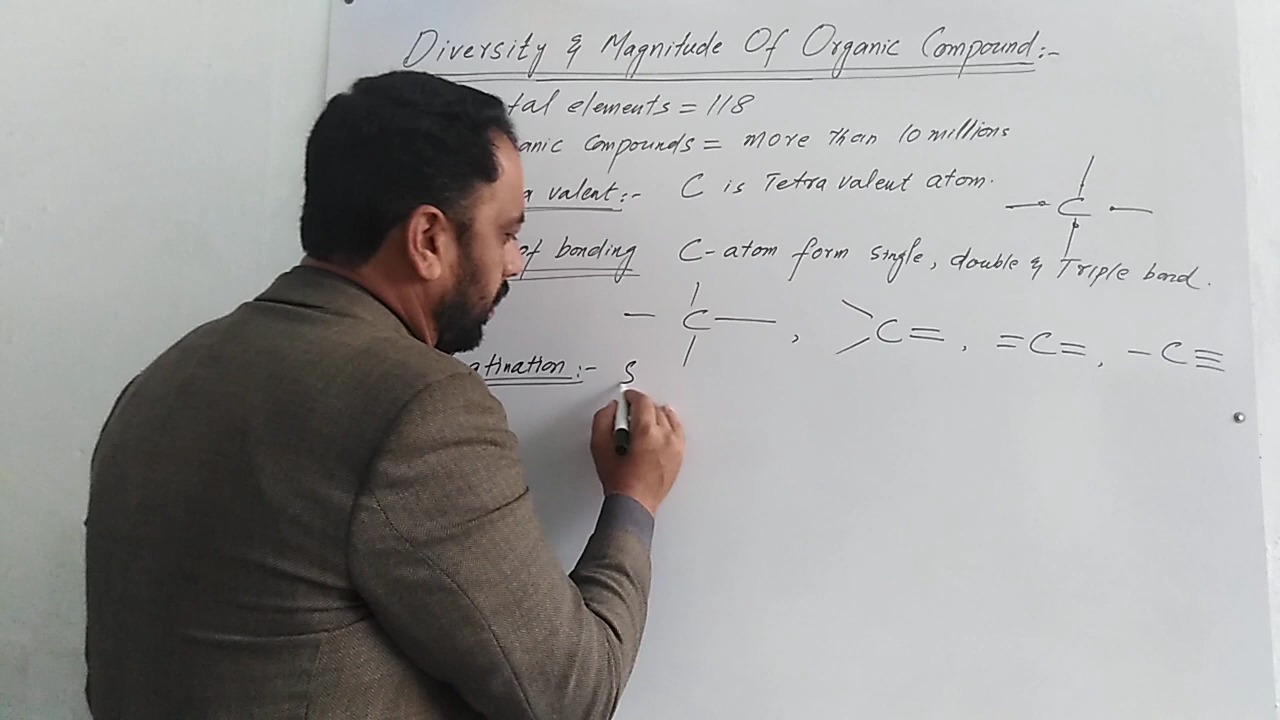 Diversity & Magnitude Of Organic Compound:-
tal elements = 118
anic Compounds = more than 10 millions
a valent:- C is Tetra valent atom.
C
of bonding C-atom form single, double & Triple bond.
— C — , >C= , =C= , -C≡
atination:- S